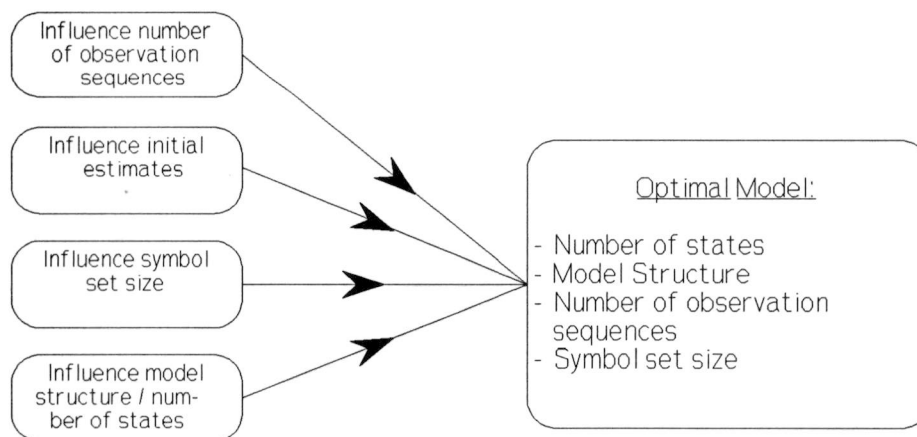 Influence number
of observation
sequences
Influence initial
estimates
Influence symbol
set size
Influence model
structure / num-
ber of states
Optimal Model:
- Number of states
- Model Structure
- Number of observation
sequences
- Symbol set size